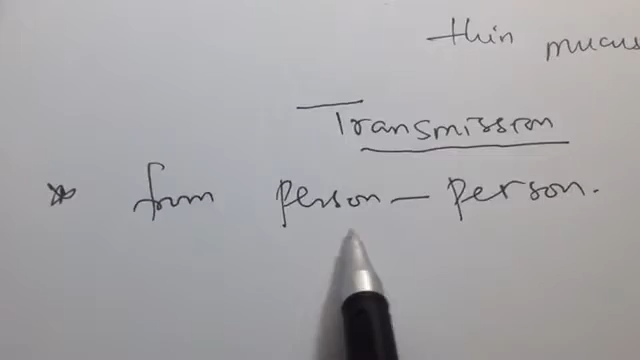 thin mucus
Transmission
* from person - person.